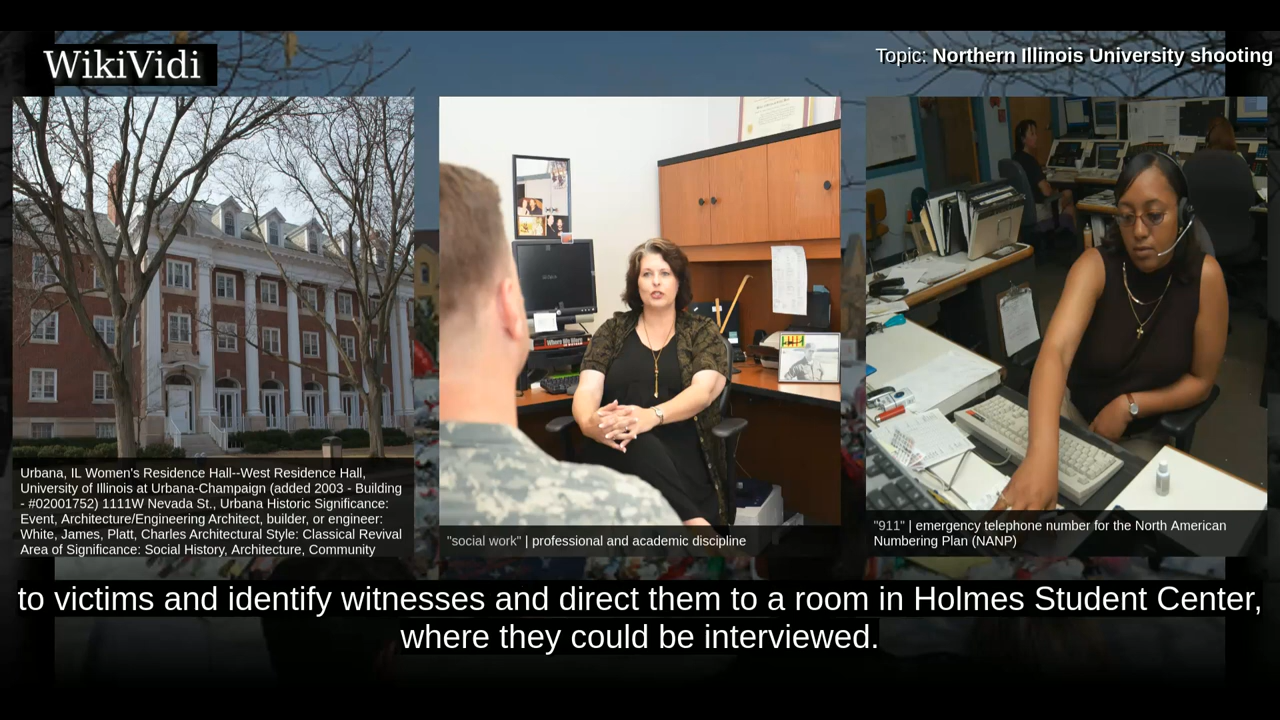 WikiVidi
Topic: Northern Illinois University shooting
Urbana, IL Women's Residence Hall--West Residence Hall,
University of Illinois at Urbana-Champaign (added 2003 - Building
- #02001752) 1111W Nevada St., Urbana Historic Significance:
Event, Architecture/Engineering Architect, builder, or engineer:
White, James, Platt, Charles Architectural Style: Classical Revival
Area of Significance: Social History, Architecture, Community
"social work" | professional and academic discipline
"911" | emergency telephone number for the North American
Numbering Plan (NANP)
to victims and identify witnesses and direct them to a room in Holmes Student Center,
where they could be interviewed.